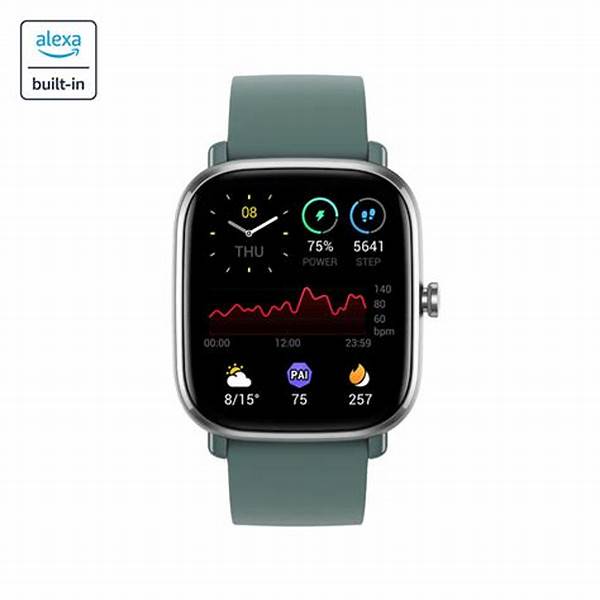 alexa
built-in
08
THU
75%
POWER
5641
STEP
140
80
60
bpm
00:00 12:00 23:59
PAI
8/15° 75 257